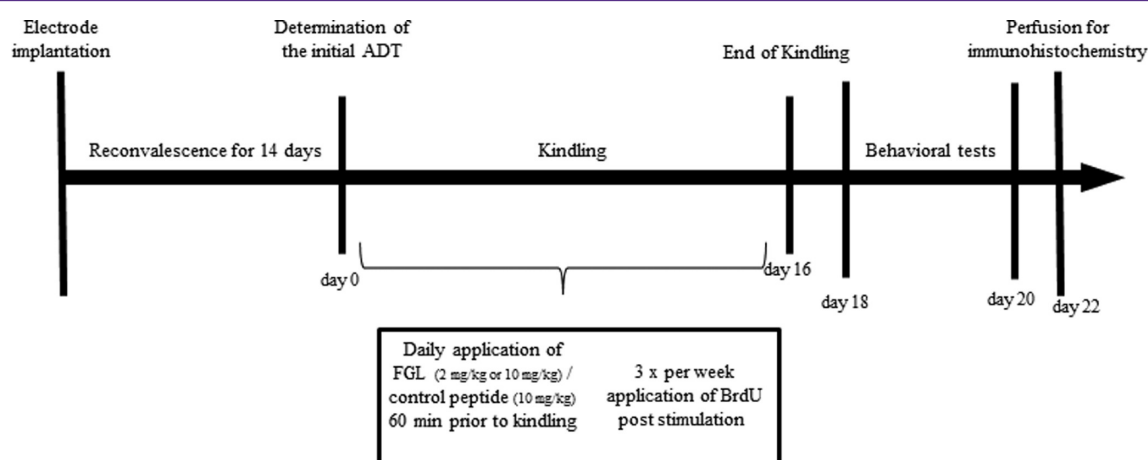 Electrode
implantation
Determination of
the initial ADT
End of Kindling
Perfusion for
immunohistochemistry
Reconvalescence for 14 days
Kindling
Behavioral tests
day 0
day 16
day 18
day 20
day 22
Daily application of
FGL (2 mg/kg or 10 mg/kg) /
control peptide (10 mg/kg)
60 min prior to kindling
3 x per week
application of BrdU
post stimulation